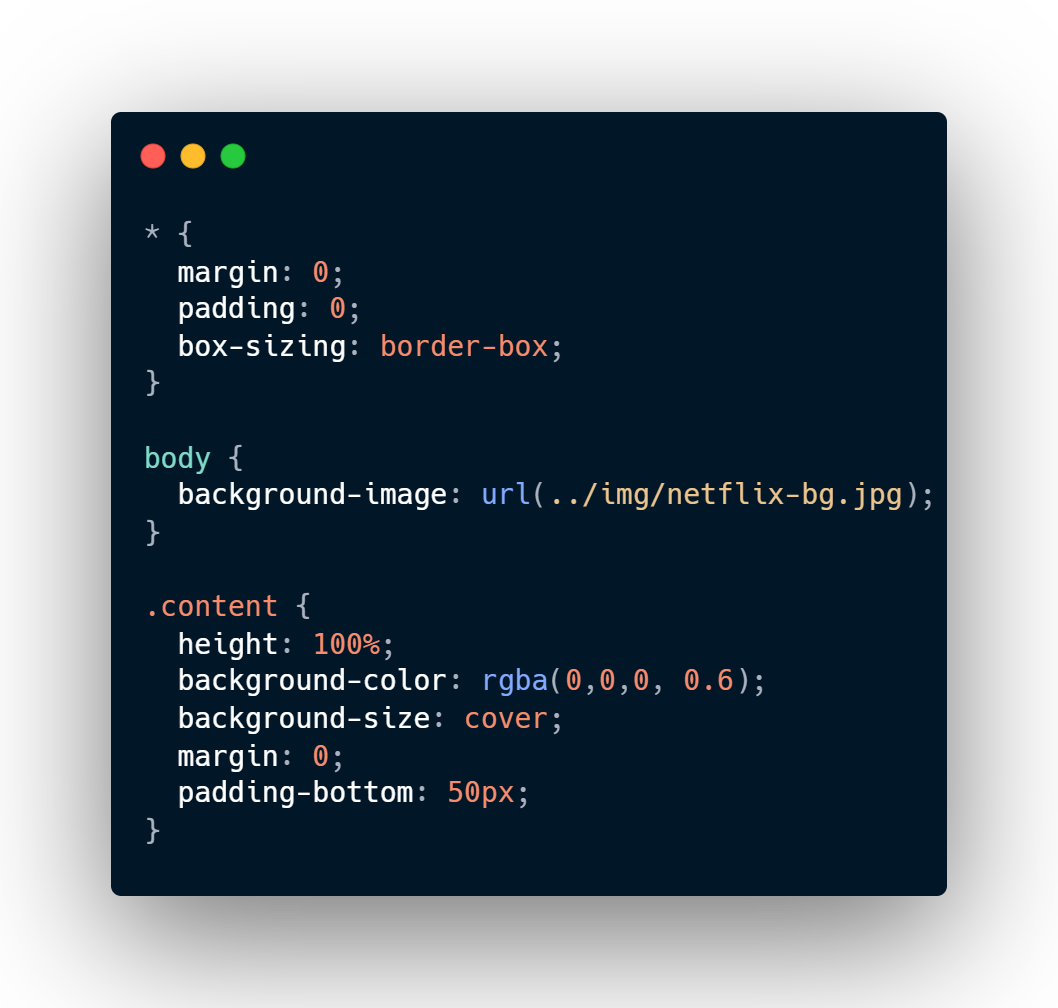 * {
  margin: 0;
  padding: 0;
  box-sizing: border-box;
}

body {
  background-image: url(../img/netflix-bg.jpg);
}

.content {
  height: 100%;
  background-color: rgba(0,0,0, 0.6);
  background-size: cover;
  margin: 0;
  padding-bottom: 50px;
}